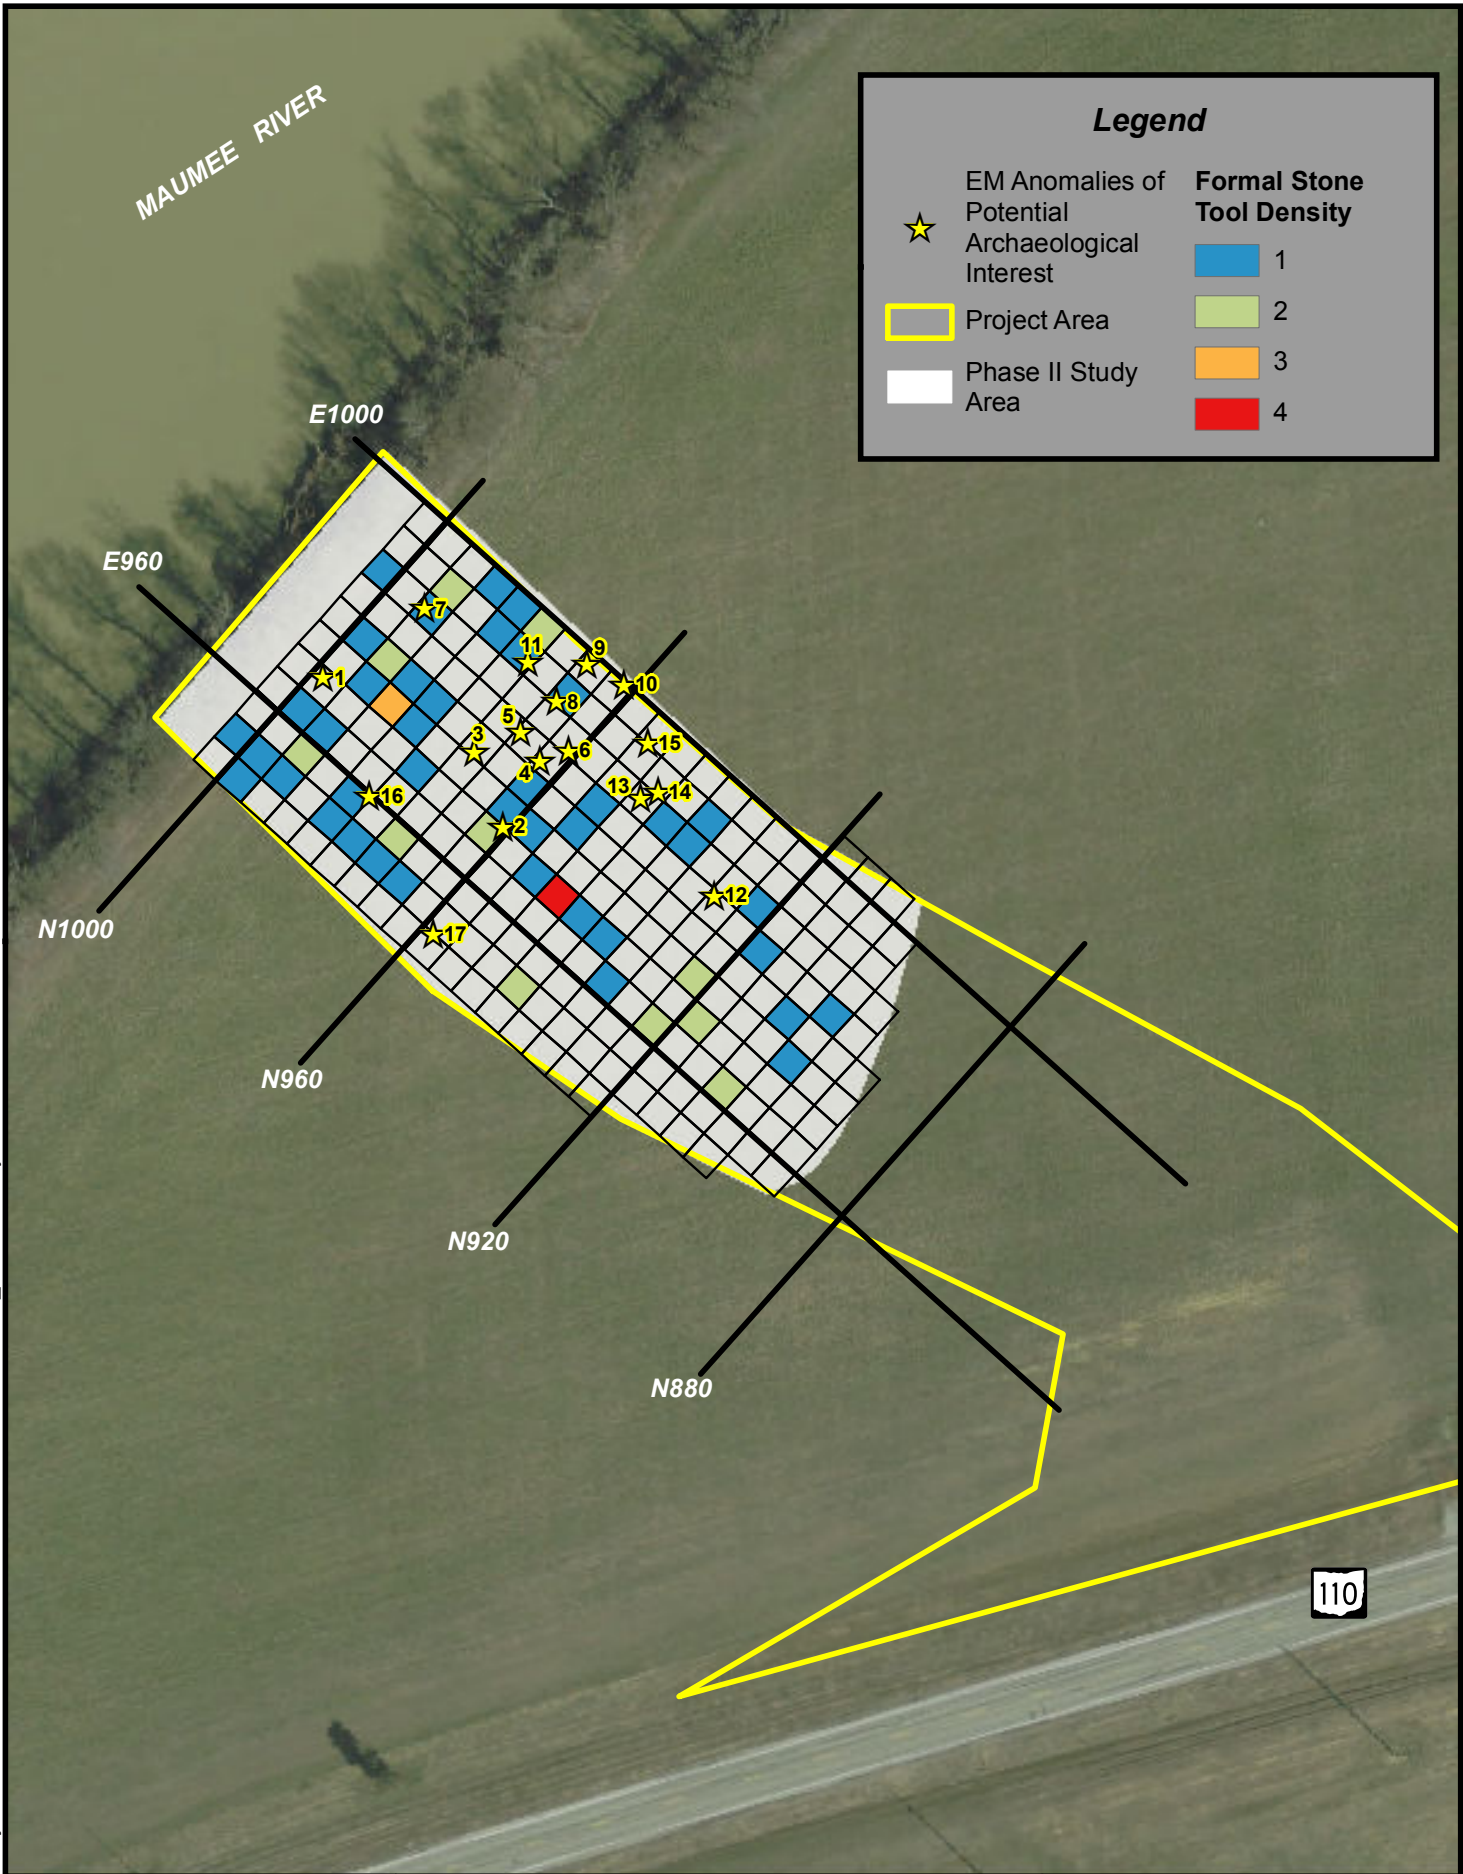 MAUMEE RIVER
Legend
EM Anomalies of
Potential
Archaeological
Interest
Project Area
Phase II Study
Area
Formal Stone
Tool Density
1
2
3
4
E1000
E960
7
11
9
1
10
8
5
3
15
6
4
13
14
16
2
12
17
N1000
N960
N920
N880
110